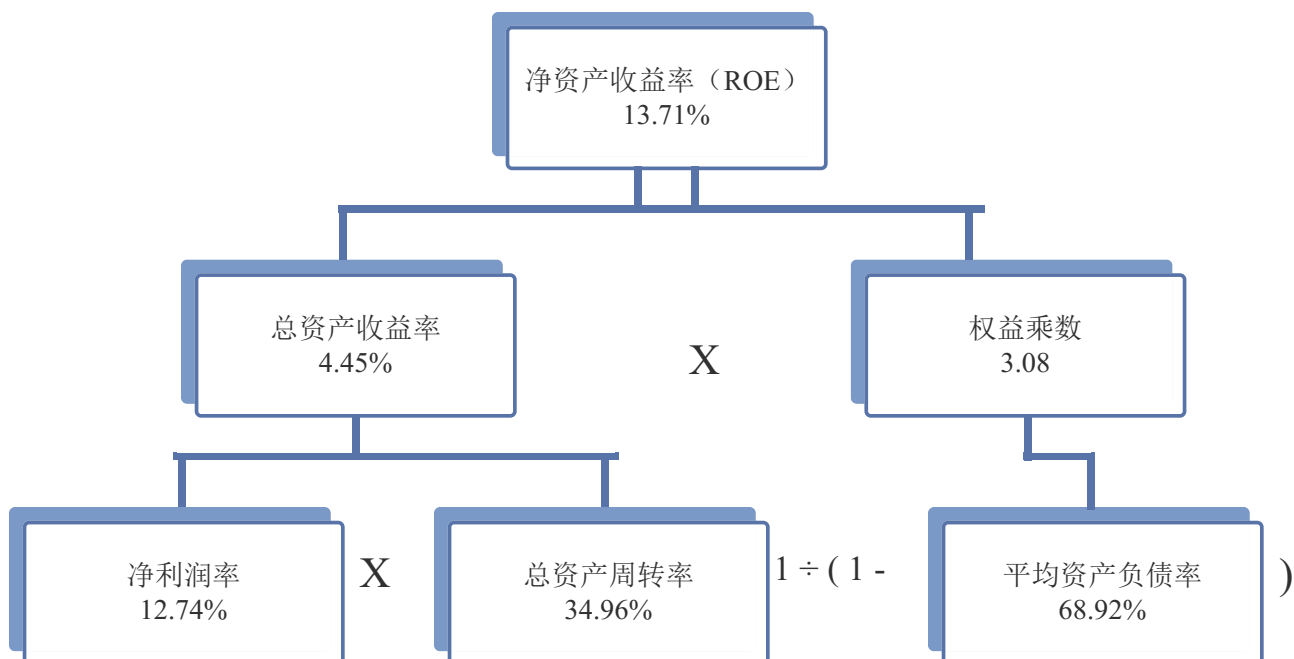 净资产收益率（ROE）
13.71%
总资产收益率
4.45%
X
权益乘数
3.08
净利润率
12.74%
X
总资产周转率
34.96%
1 ÷ ( 1 -
平均资产负债率
68.92%
)